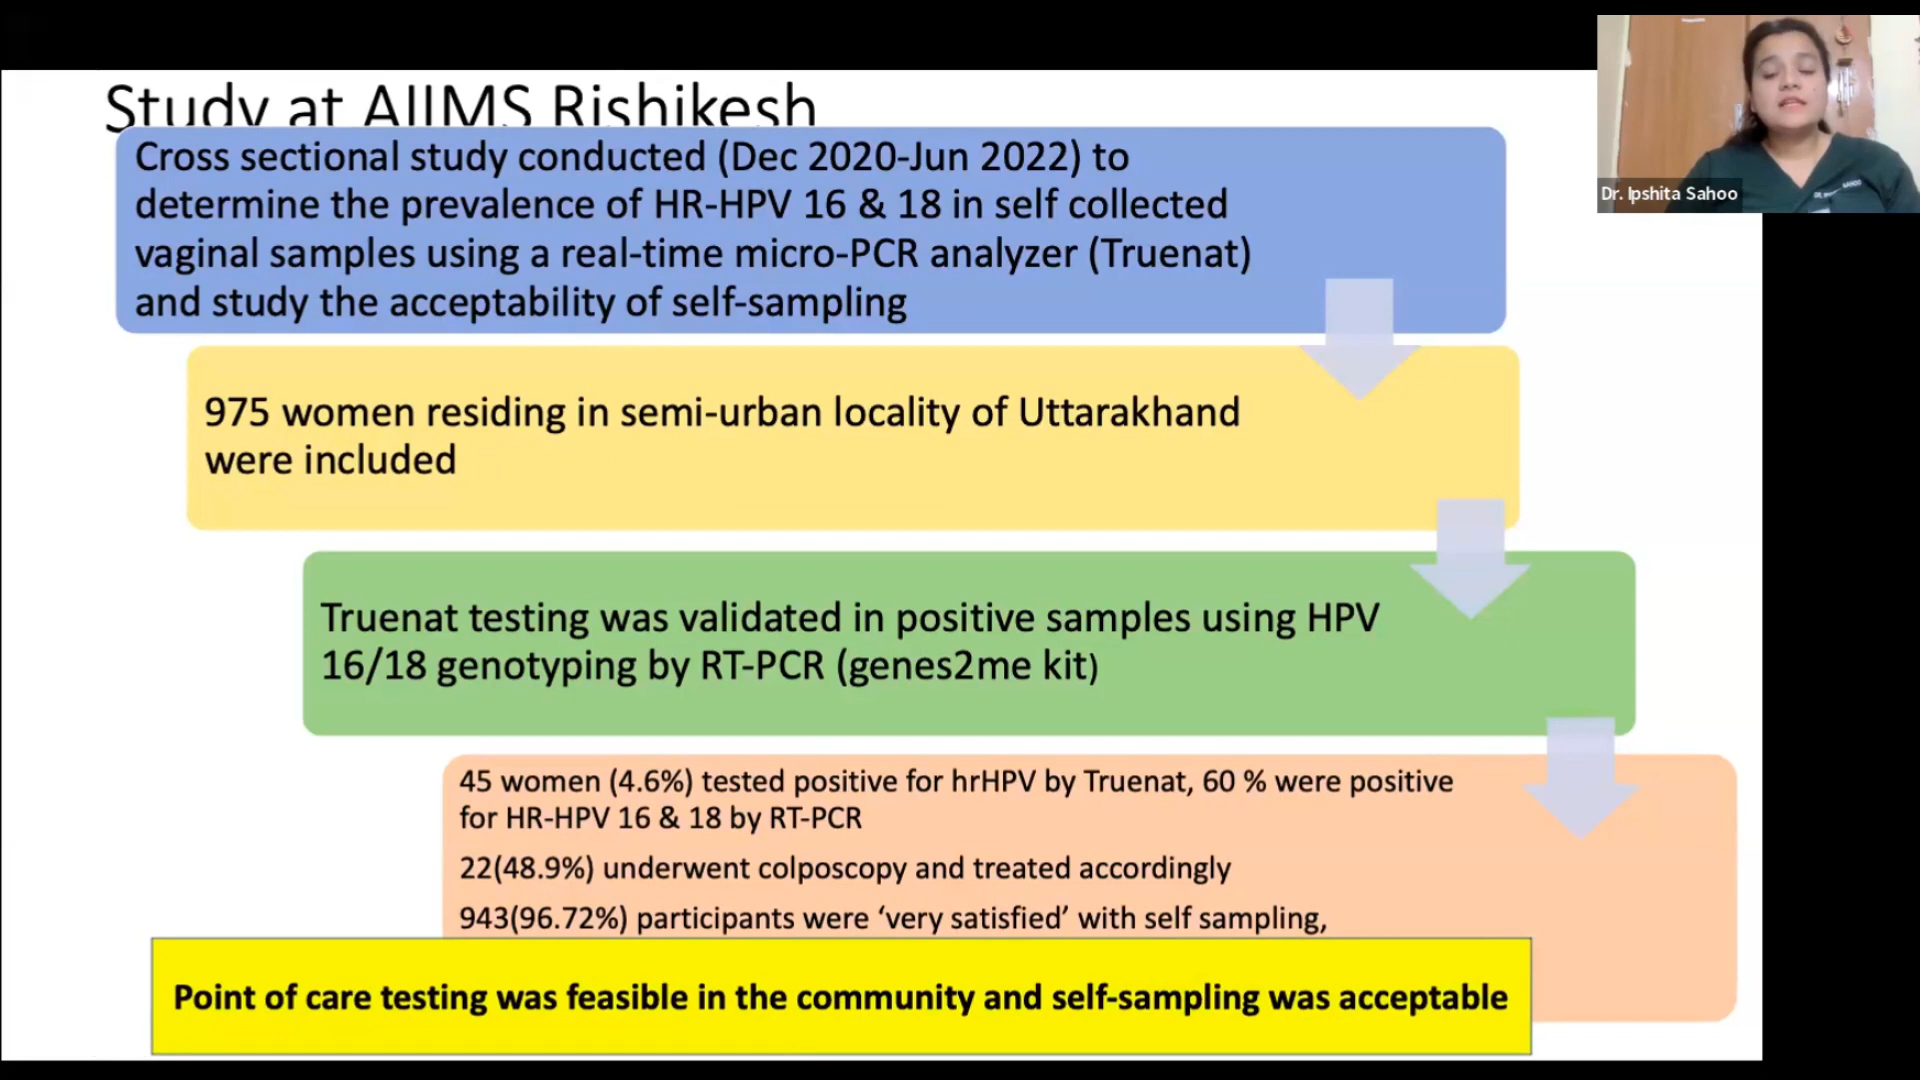 Study at AIIMS Rishikesh
Cross sectional study conducted (Dec 2020-Jun 2022) to
determine the prevalence of HR-HPV 16 & 18 in self collected
vaginal samples using a real-time micro-PCR analyzer (Truenat)
and study the acceptability of self-sampling
975 women residing in semi-urban locality of Uttarakhand
were included
Truenat testing was validated in positive samples using HPV
16/18 genotyping by RT-PCR (genes2me kit)
45 women (4.6%) tested positive for hrHPV by Truenat, 60 % were positive
for HR-HPV 16 & 18 by RT-PCR
22(48.9%) underwent colposcopy and treated accordingly
943(96.72%) participants were ‘very satisfied’ with self sampling,
Point of care testing was feasible in the community and self-sampling was acceptable
Dr. Ipshita Sahoo